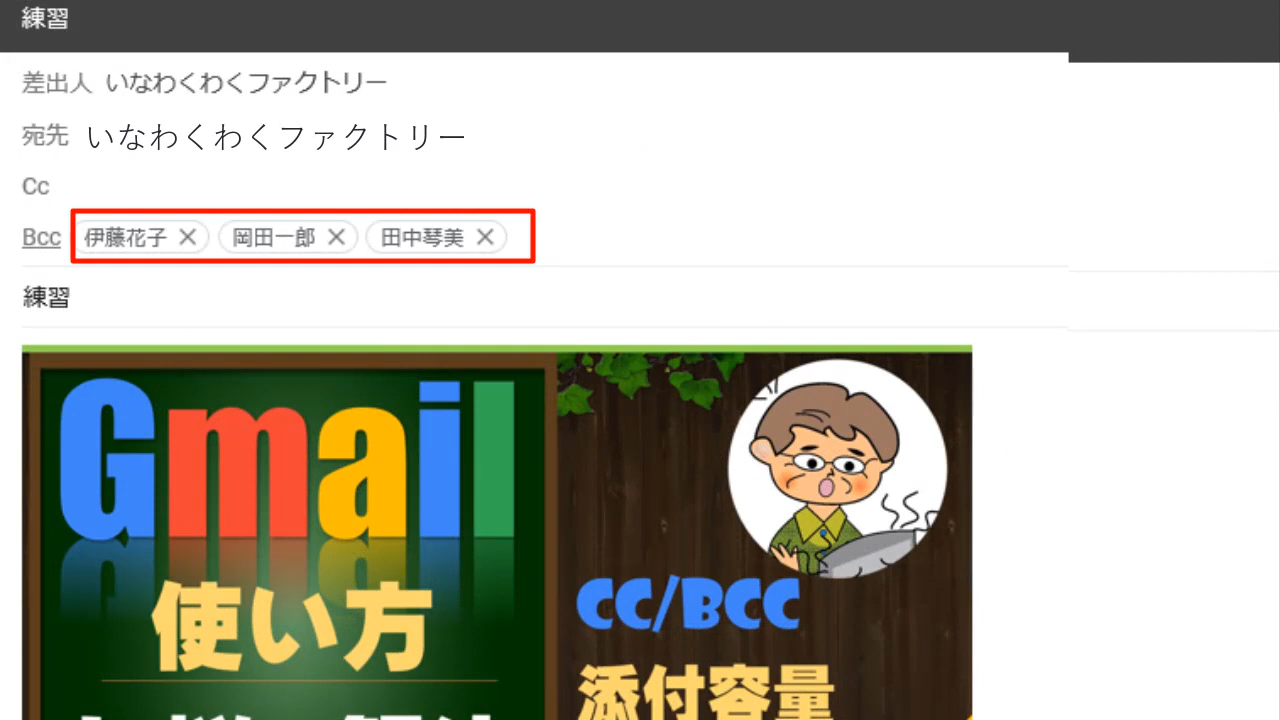 練習
差出人 いなわくわくファクトリー
宛先 いなわくわくファクトリー
Cc
Bcc 伊藤花子 岡田一郎 田中琴美
練習
Gmail
使い方
CC/BCC
添付容量